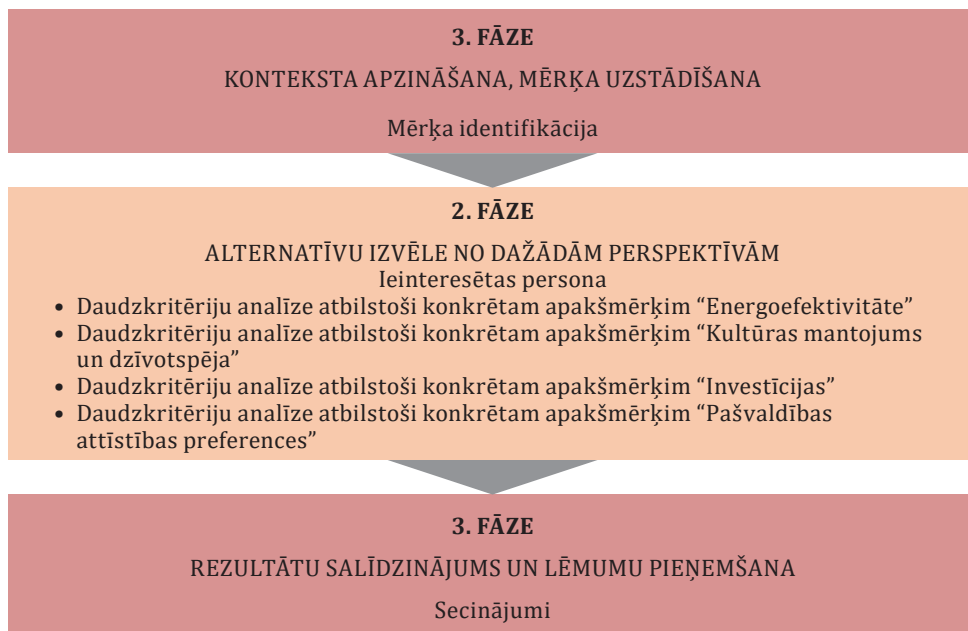 3. FĀZE
KONTEKSTA APZINĀŠANA, MĒRĶA UZSTĀDĪŠANA
Mērķa identifikācija
2. FĀZE
ALTERNATĪVU IZVĒLE NO DAŽĀDĀM PERSPEKTĪVĀM
Ieinteresētas persona
• Daudzkritēriju analīze atbilstoši konkrētam apakšmērķim “Energoefektivitāte”
• Daudzkritēriju analīze atbilstoši konkrētam apakšmērķim “Kultūras mantojums
un dzīvotspēja”
• Daudzkritēriju analīze atbilstoši konkrētam apakšmērķim “Investīcijas”
• Daudzkritēriju analīze atbilstoši konkrētam apakšmērķim “Pašvaldības
attīstības preferences”
3. FĀZE
REZULTĀTU SALĪDZINĀJUMS UN LĒMUMU PIEŅEMŠANA
Secinājumi